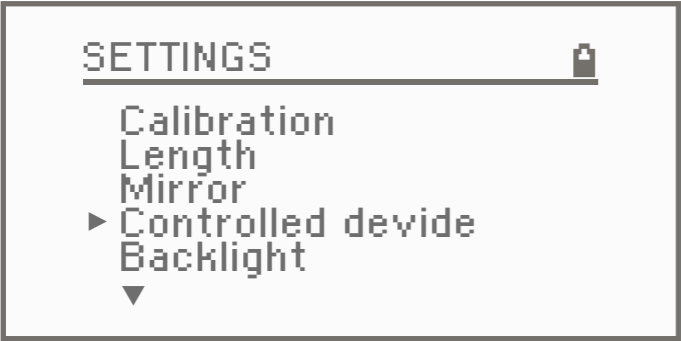 SETTINGS
Calibration
Length
Mirror
Controlled devide
Backlight